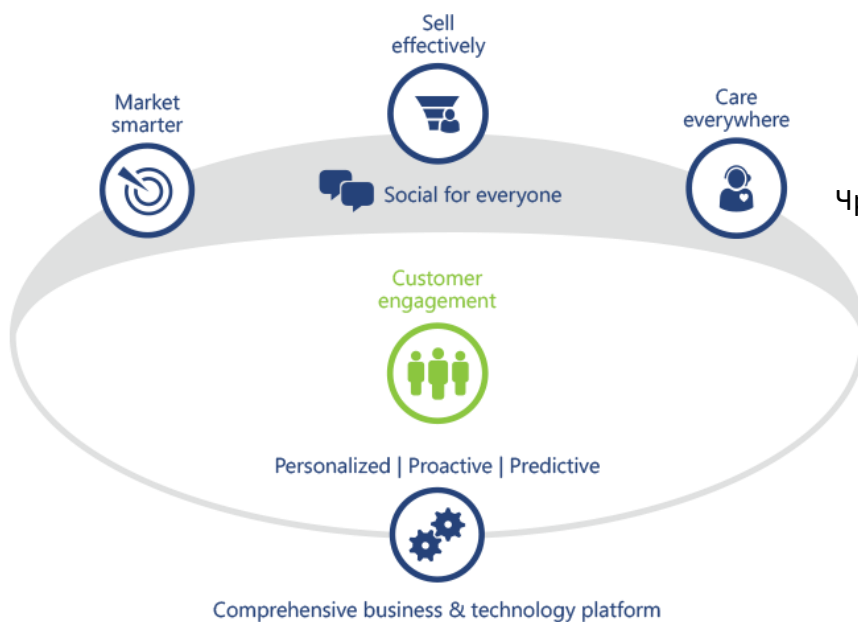 Sell
effectively
Market
smarter
Care
everywhere
Social for everyone
Customer
engagement
Personalized | Proactive | Predictive
Comprehensive business & technology platform